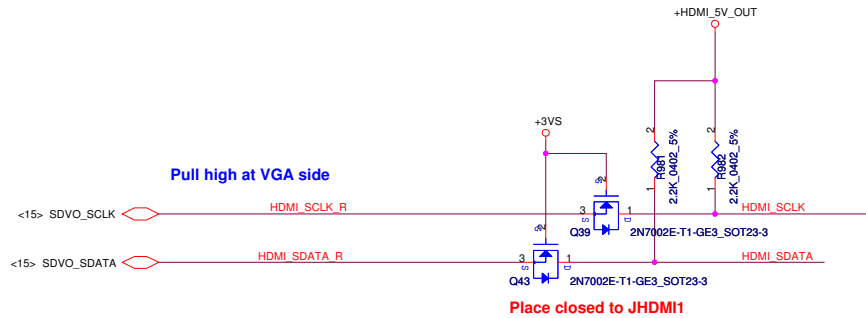 +HDMI_5V_OUT
+3VS
2
R981
2.2K_0402_5%
1
2
R982
2.2K_0402_5%
1
Pull high at VGA side
2
G
<15> SDVO_SCLK
HDMI_SCLK_R
3
S
1
D
HDMI_SCLK
Q39
2N7002E-T1-GE3_SOT23-3
2
G
<15> SDVO_SDATA
HDMI_SDATA_R
3
S
1
D
HDMI_SDATA
Q43
2N7002E-T1-GE3_SOT23-3
Place closed to JHDMI1